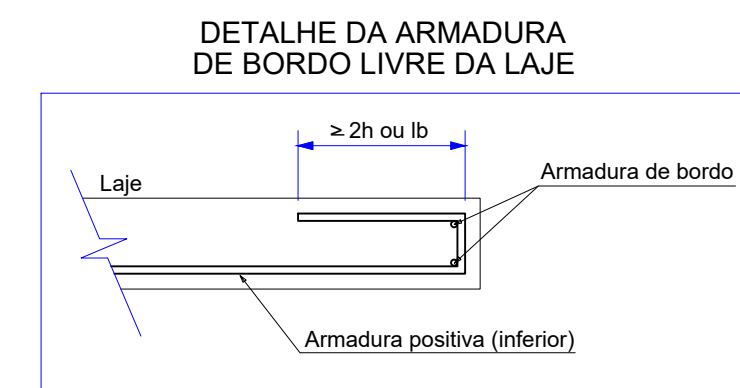 DETALHE DA ARMADURA
DE BORDO LIVRE DA LAJE
≥ 2h ou lb
Armadura de bordo
Laje
Armadura positiva (inferior)